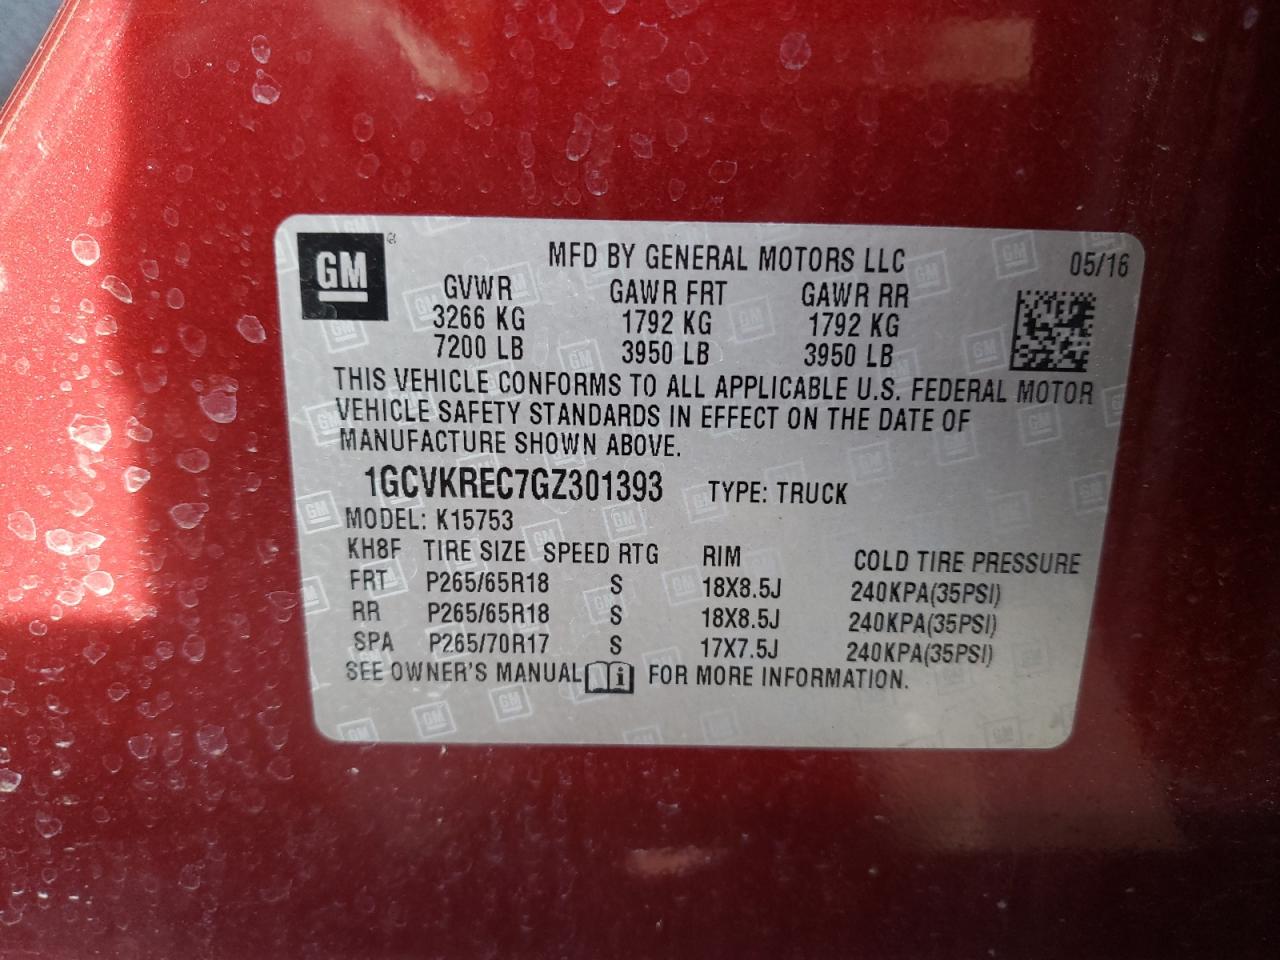 GM
MFD BY GENERAL MOTORS LLC 05/16
GVWR GAWR FRT GAWR RR
3266 KG 1792 KG 1792 KG
7200 LB 3950 LB 3950 LB
THIS VEHICLE CONFORMS TO ALL APPLICABLE U.S. FEDERAL MOTOR
VEHICLE SAFETY STANDARDS IN EFFECT ON THE DATE OF
MANUFACTURE SHOWN ABOVE.
1GCVKREC7GZ301393 TYPE: TRUCK
MODEL: K15753
KH8F TIRE SIZE SPEED RTG RIM COLD TIRE PRESSURE
FRT P265/65R18 S 18X8.5J 240KPA(35PSI)
RR P265/65R18 S 18X8.5J 240KPA(35PSI)
SPA P265/70R17 S 17X7.5J 240KPA(35PSI)
SEE OWNER'S MANUAL i FOR MORE INFORMATION.